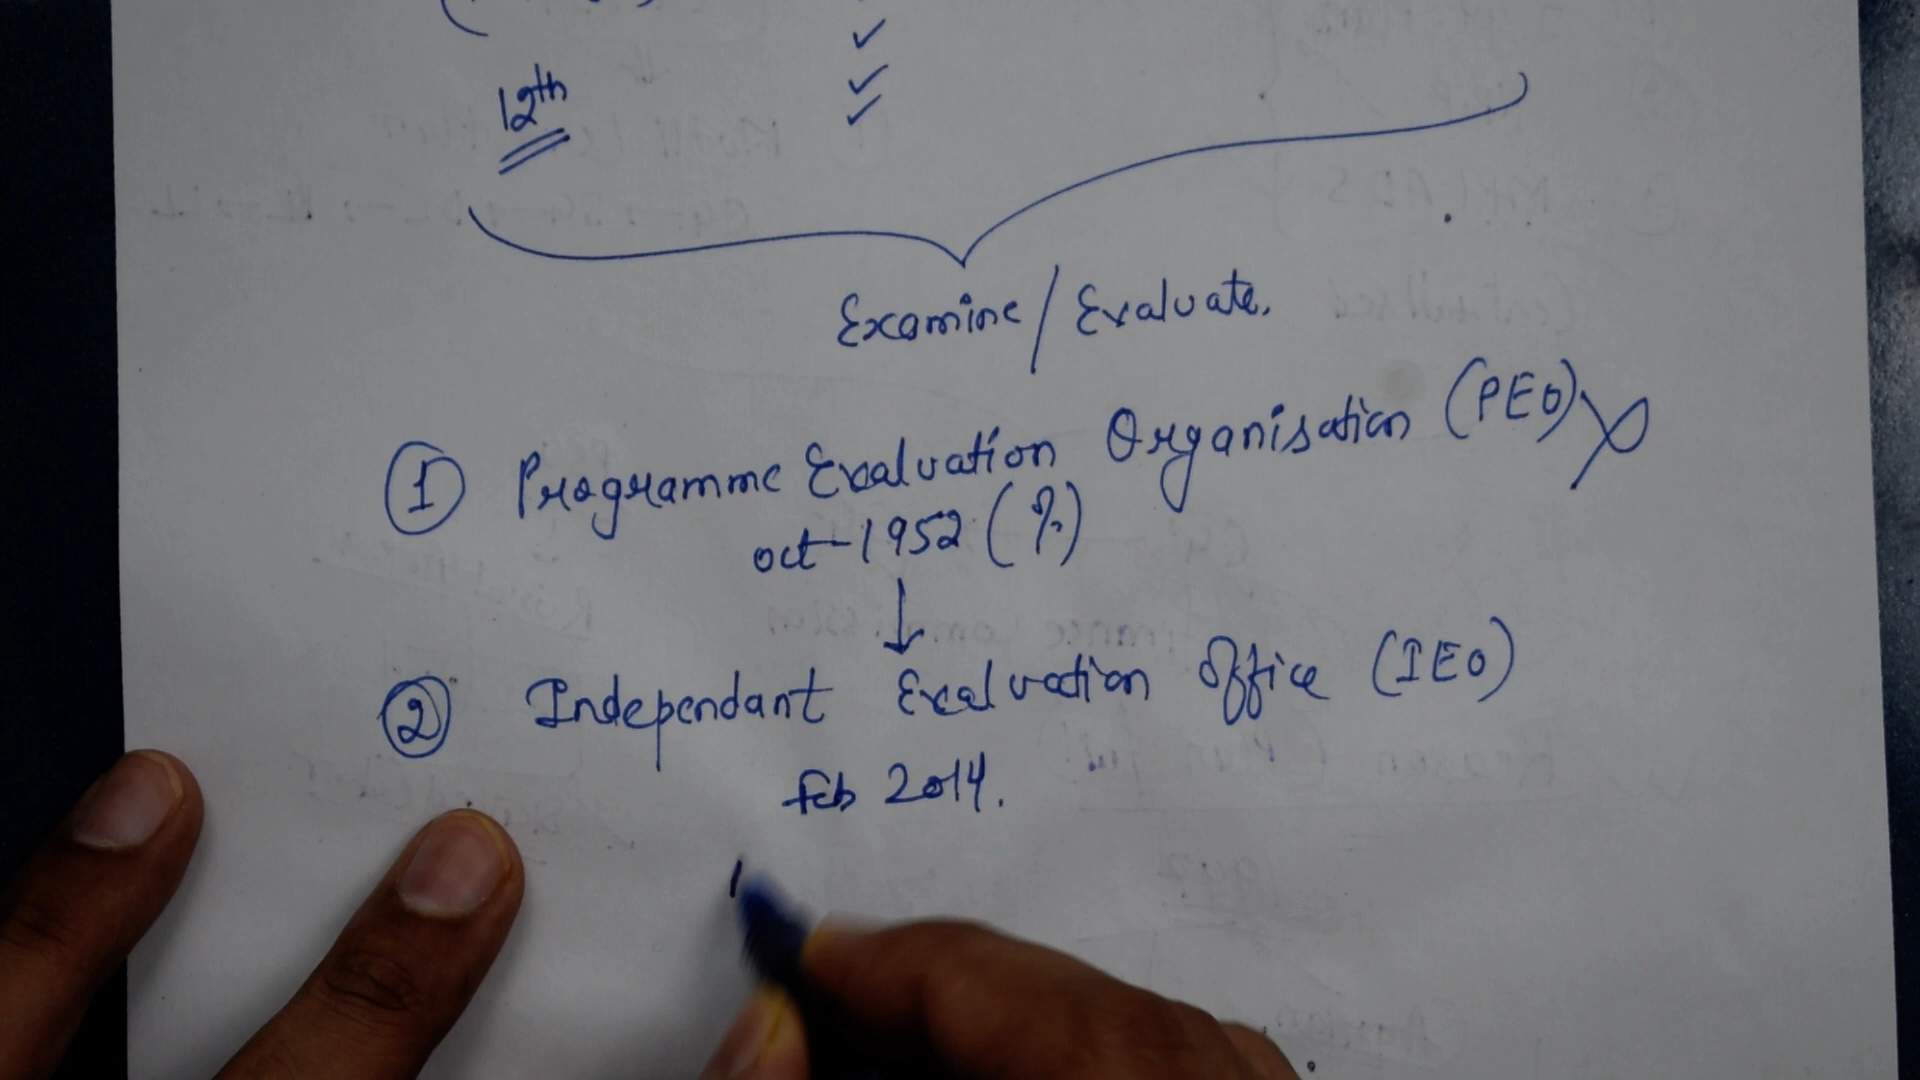 12th
Examine/Evaluate.
1 Programme Evaluation Organisation (PEO)
oct-1952 (%)
2 Independant Evaluation Office (IEO)
Feb 2014.